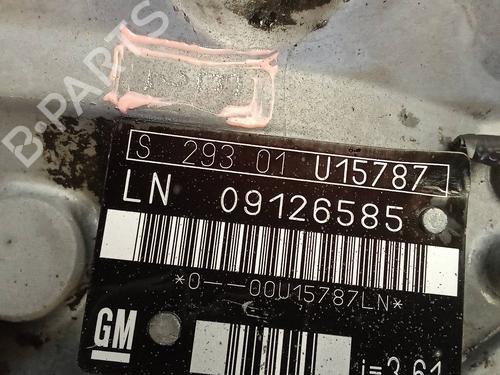 B-PARTS
S 293 01 U15787
LN 09126585
*0--00U15787LN*
GM
i=3.61